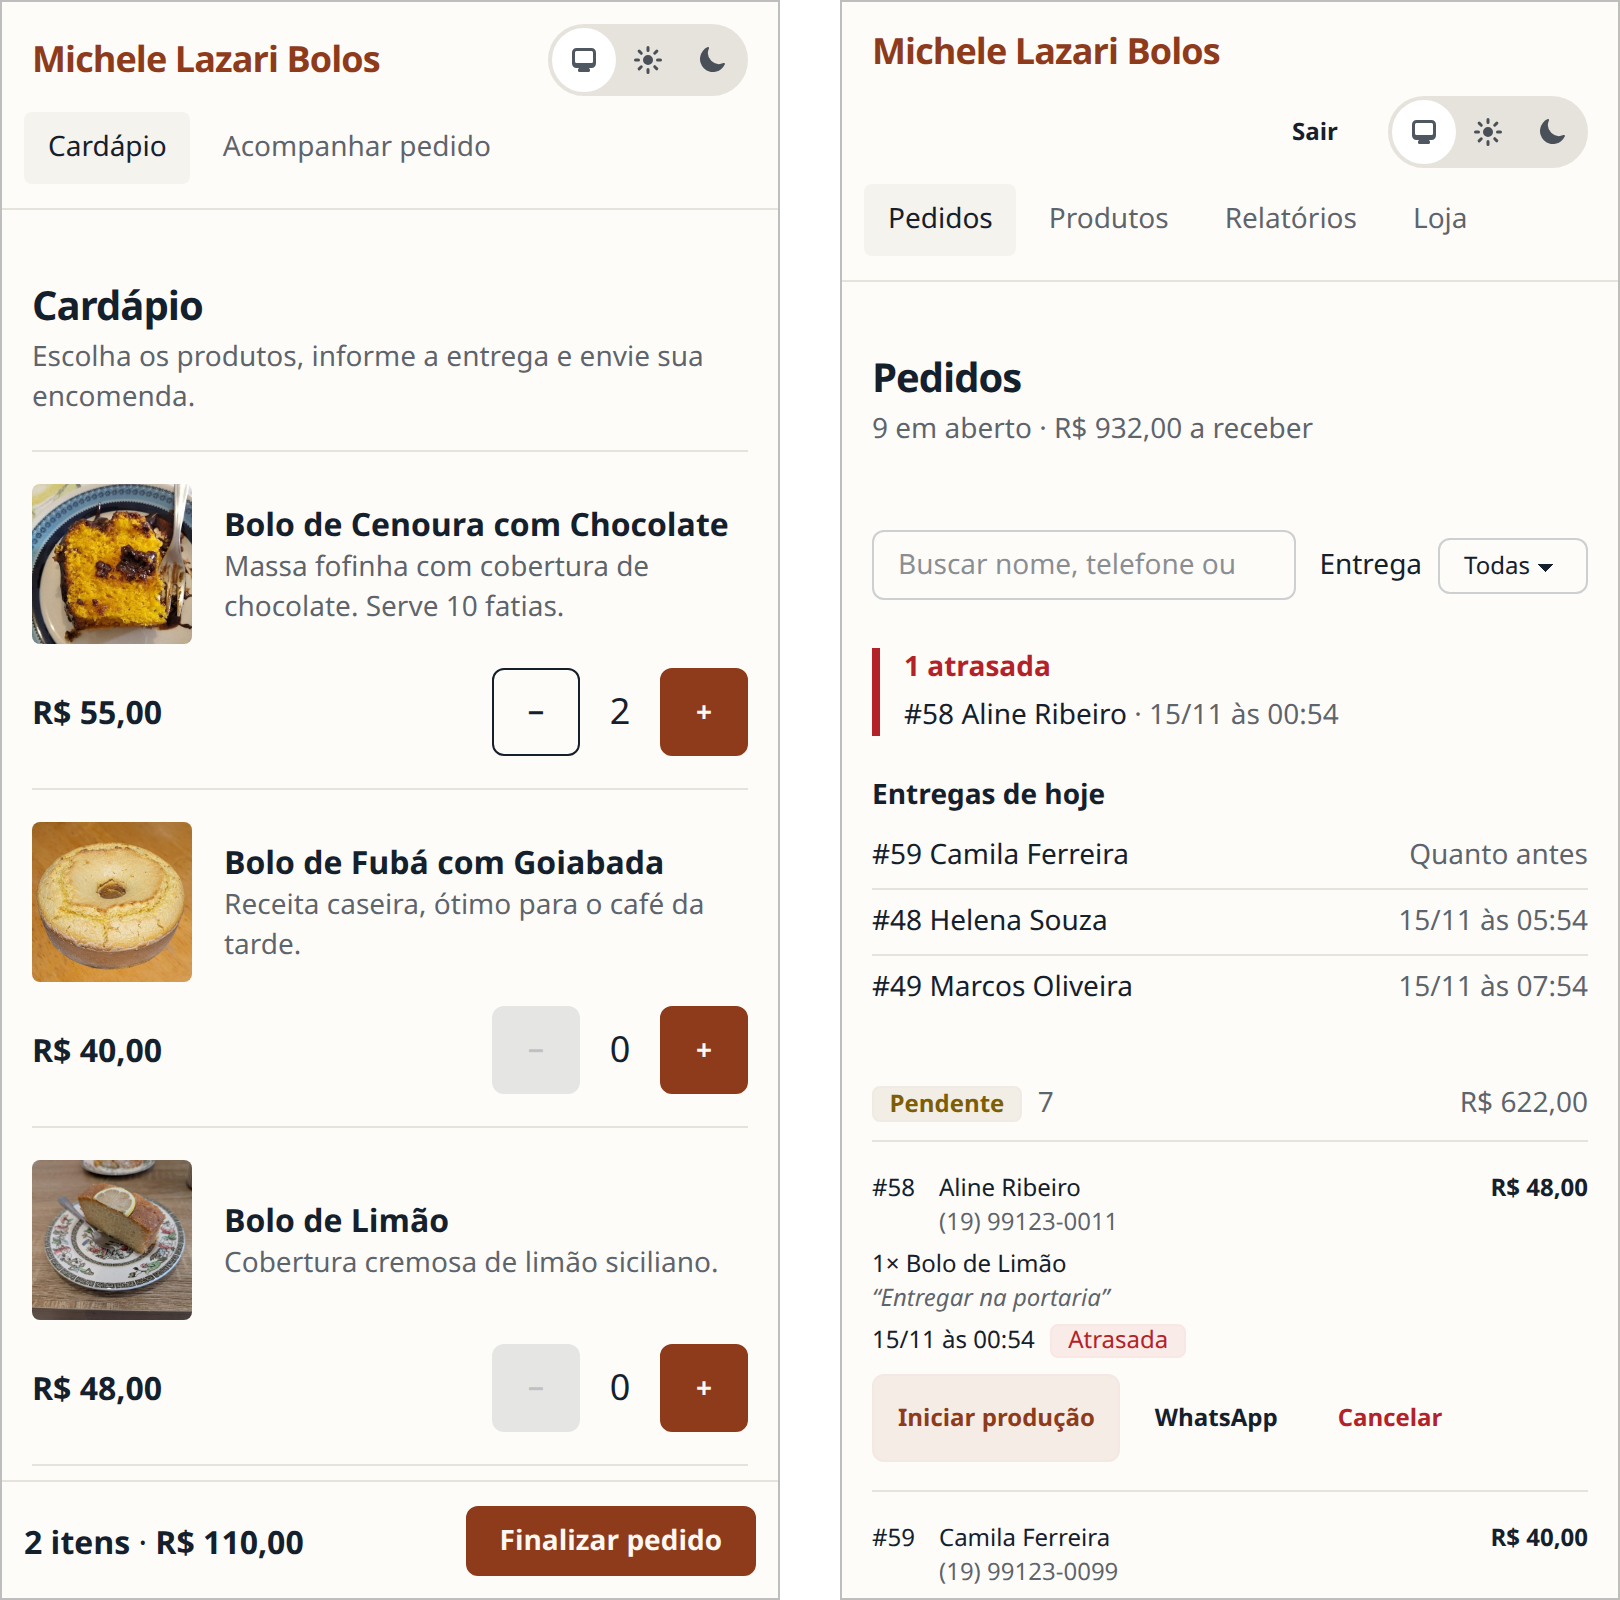 Michele Lazari Bolos
Cardápio
Acompanhar pedido
Cardápio
Escolha os produtos, informe a entrega e envie sua
encomenda.
Bolo de Cenoura com Chocolate
Massa fofinha com cobertura de
chocolate. Serve 10 fatias.
R$ 55,00
− 2 +
Bolo de Fubá com Goiabada
Receita caseira, ótimo para o café da
tarde.
R$ 40,00
− 0 +
Bolo de Limão
Cobertura cremosa de limão siciliano.
R$ 48,00
− 0 +
2 itens · R$ 110,00
Finalizar pedido
Michele Lazari Bolos
Sair
Pedidos
Produtos
Relatórios
Loja
Pedidos
9 em aberto · R$ 932,00 a receber
Buscar nome, telefone ou
Entrega
Todas
1 atrasada
#58 Aline Ribeiro · 15/11 às 00:54
Entregas de hoje
#59 Camila Ferreira Quanto antes
#48 Helena Souza 15/11 às 05:54
#49 Marcos Oliveira 15/11 às 07:54
Pendente 7 R$ 622,00
#58 Aline Ribeiro R$ 48,00
(19) 99123-0011
1× Bolo de Limão
“Entregar na portaria”
15/11 às 00:54 Atrasada
Iniciar produção
WhatsApp
Cancelar
#59 Camila Ferreira R$ 40,00
(19) 99123-0099